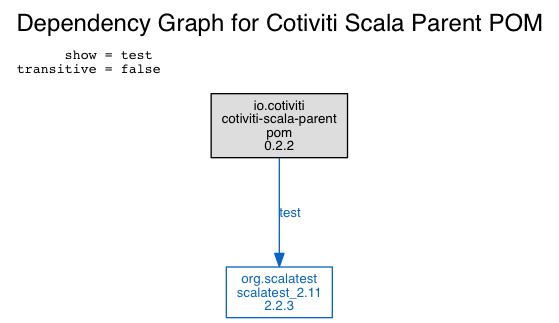 Dependency Graph for Cotiviti Scala Parent POM
show = test
transitive = false
io.cotiviti
cotiviti-scala-parent
pom
0.2.2
test
org.scalatest
scalatest_2.11
2.2.3